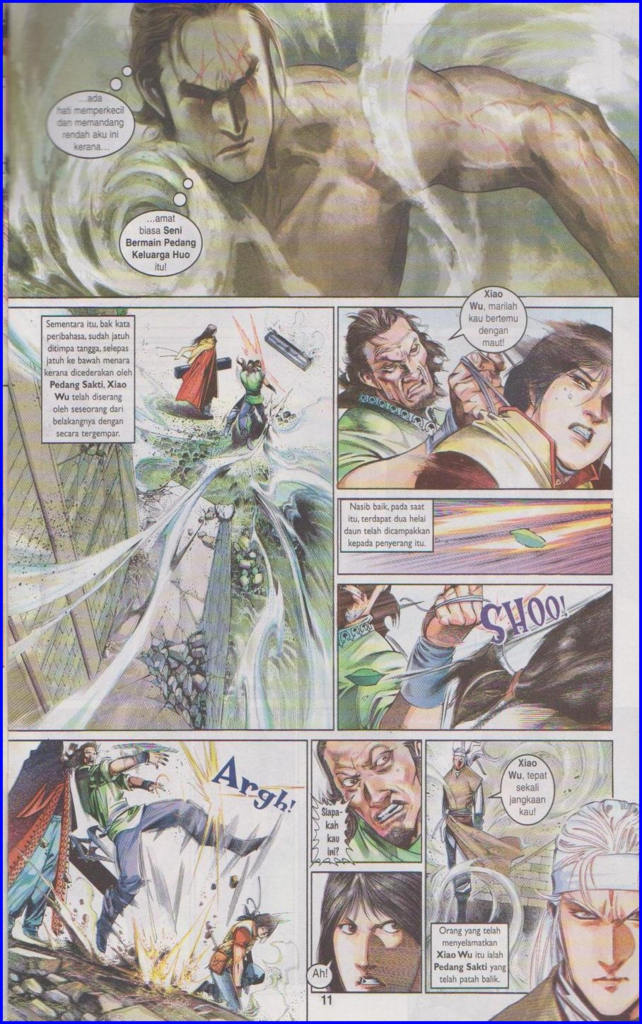 ...ada
hati memperkecil
dan memandang
rendah aku ini
kerana...
...amat
biasa Seni
Bermain Pedang
Keluarga Huo
itu!
Sementara itu, bak kata
peribahasa, sudah jatuh
ditimpa tangga, selepas
jatuh ke bawah menara
kerana dicederakan oleh
Pedang Sakti, Xiao
Wu telah diserang
oleh seseorang dari
belakangnya dengan
secara tergempar.
Xiao
Wu, marilah
kau bertemu
dengan
maut!
Nasib baik, pada saat
itu, terdapat dua helai
daun telah dicampakkan
kepada penyerang itu.
SHOO!
Argh!
Siapa-
kah
kau
ini?
Ah!
Xiao
Wu, tepat
sekali
jangkaan
kau!
Orang yang telah
menyelamatkan
Xiao Wu itu ialah
Pedang Sakti yang
telah patah balik.
11